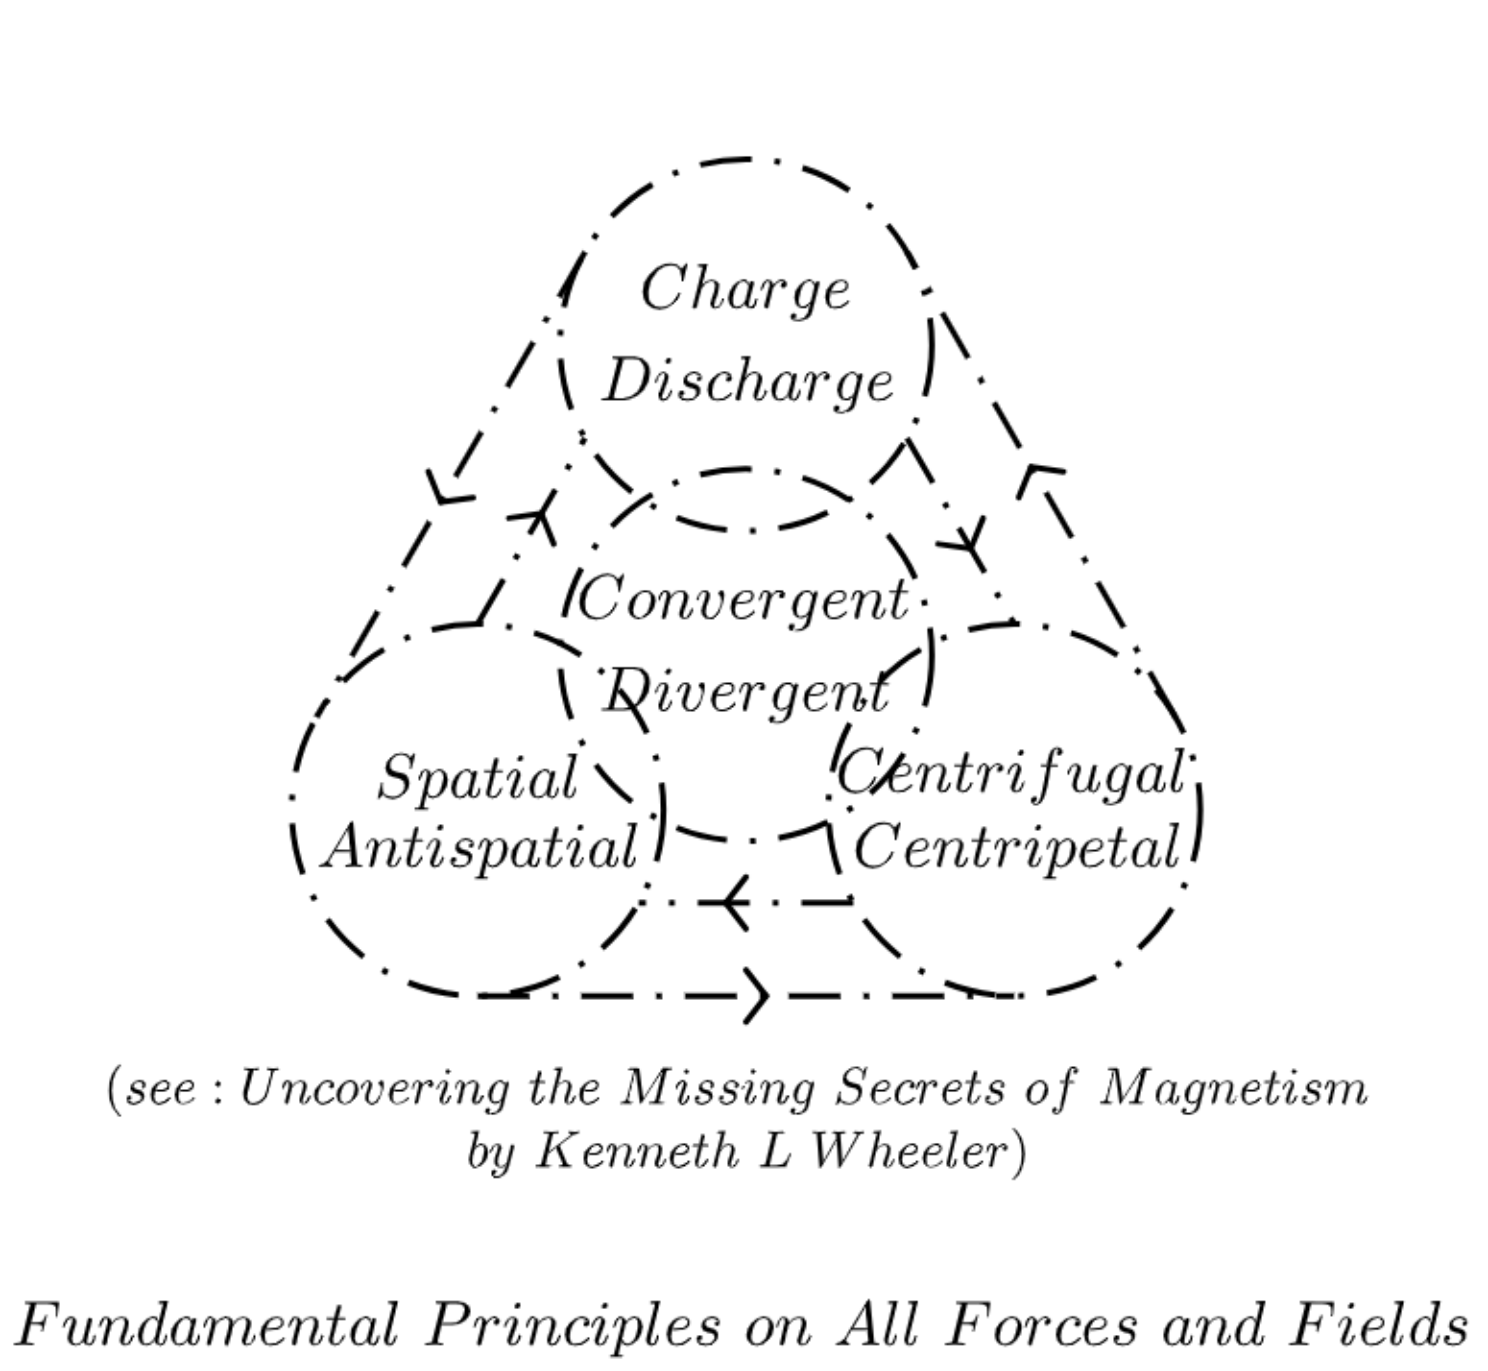 Charge
Discharge
Convergent
Divergent
Spatial
Antispatial
Centrifugal
Centripetal
(see : Uncovering the Missing Secrets of Magnetism
by Kenneth L Wheeler)
Fundamental Principles on All Forces and Fields